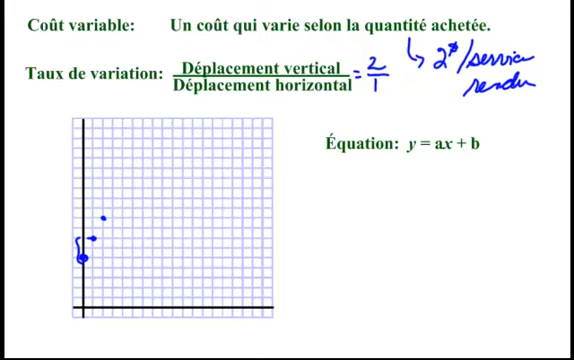 Coût variable: Un coût qui varie selon la quantité achetée.
Taux de variation: Déplacement vertical / Déplacement horizontal = 2/1
↳ 2$/service
rendu
Équation: y = ax + b